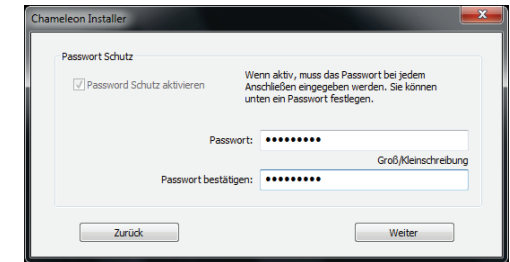 Chameleon Installer
Passwort Schutz
Password Schutz aktivieren
Wenn aktiv, muss das Passwort bei jedem
Anschließen eingegeben werden. Sie können
unten ein Passwort festlegen.
Passwort: •••••••••
Groß/Kleinschreibung
Passwort bestätigen: •••••••••
Zurück
Weiter